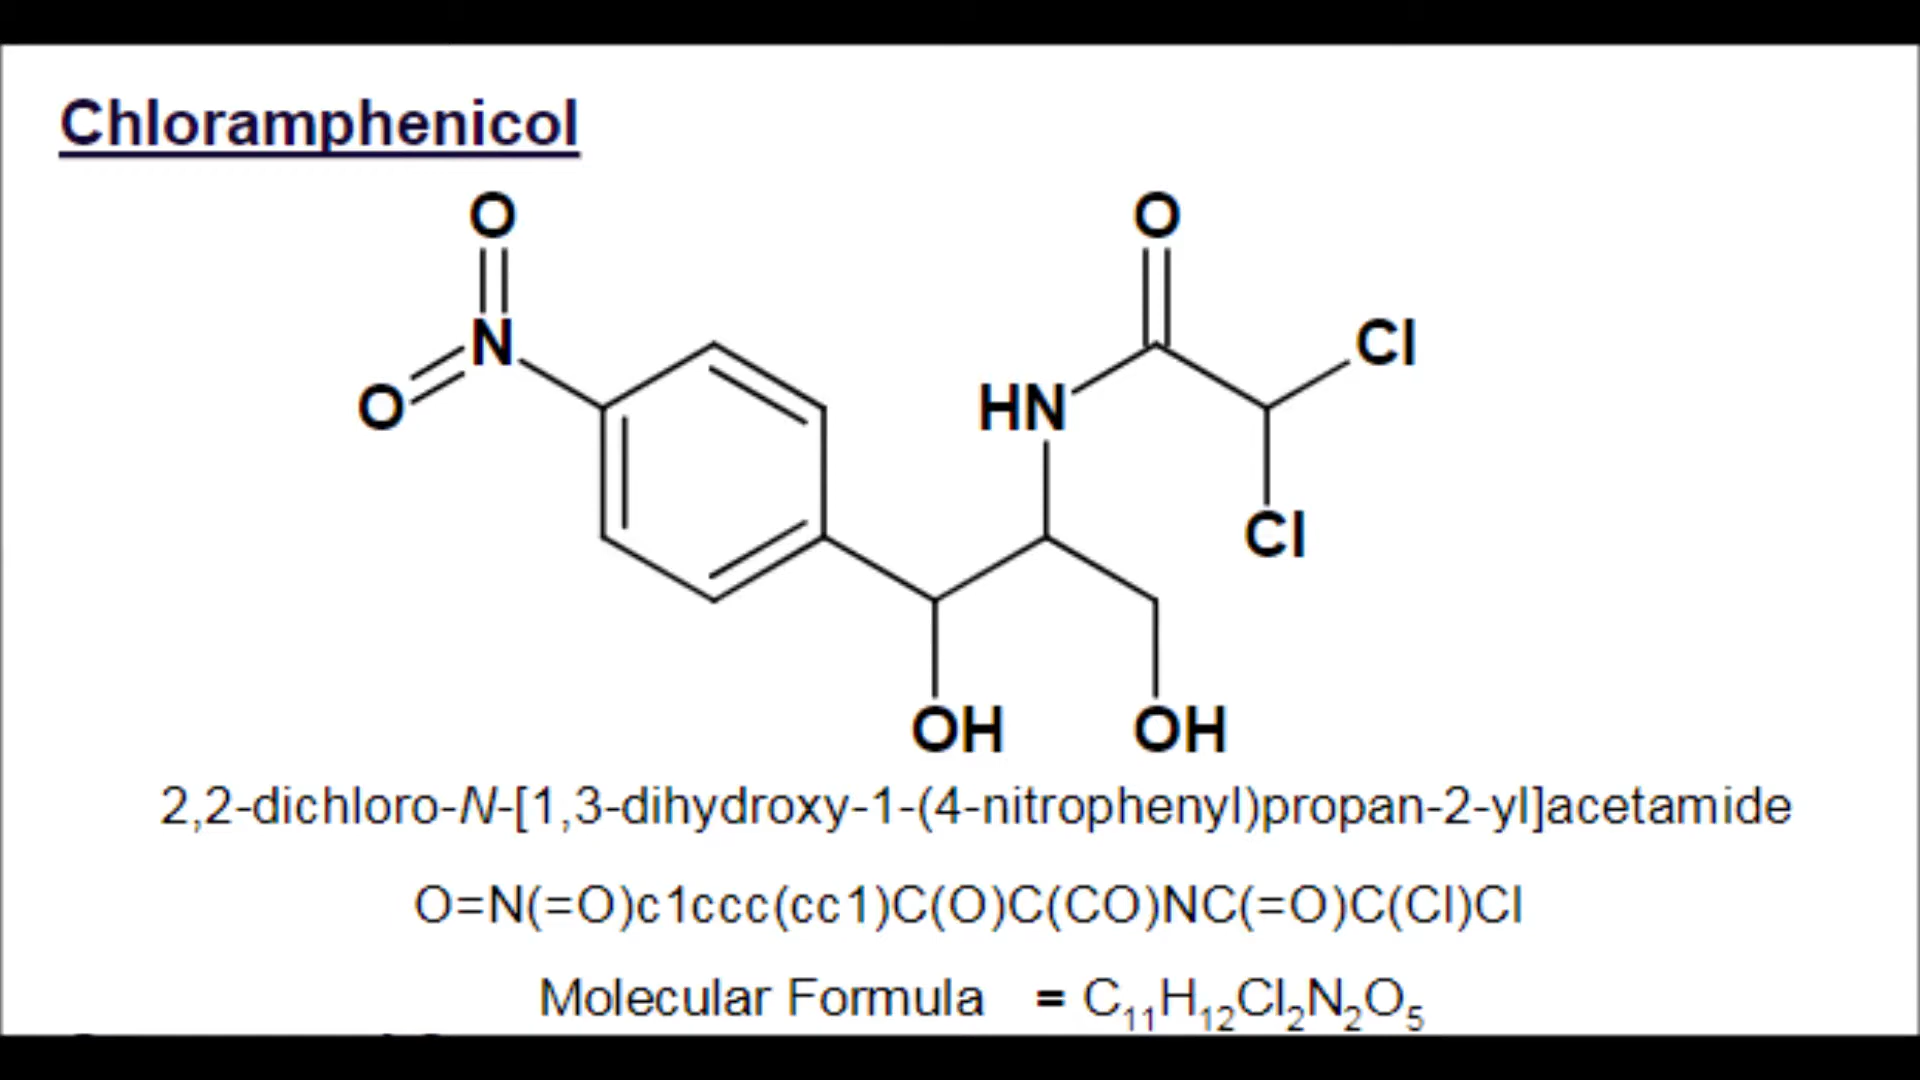 Chloramphenicol
O
O
N
O
HN
Cl
Cl
OH
OH
2,2-dichloro-N-[1,3-dihydroxy-1-(4-nitrophenyl)propan-2-yl]acetamide
O=N(=O)c1ccc(cc1)C(O)C(CO)NC(=O)C(Cl)Cl
Molecular Formula = C₁₁H₁₂Cl₂N₂O₅